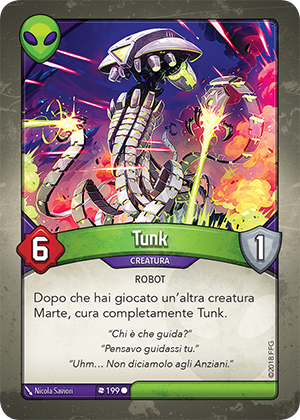 Tunk
6
CREATURA
1
ROBOT
Dopo che hai giocato un'altra creatura
Marte, cura completamente Tunk.
"Chi è che guida?"
"Pensavo guidassi tu."
"Uhm... Non diciamolo agli Anziani."
Nicola Saviori
199
©2018 FFG